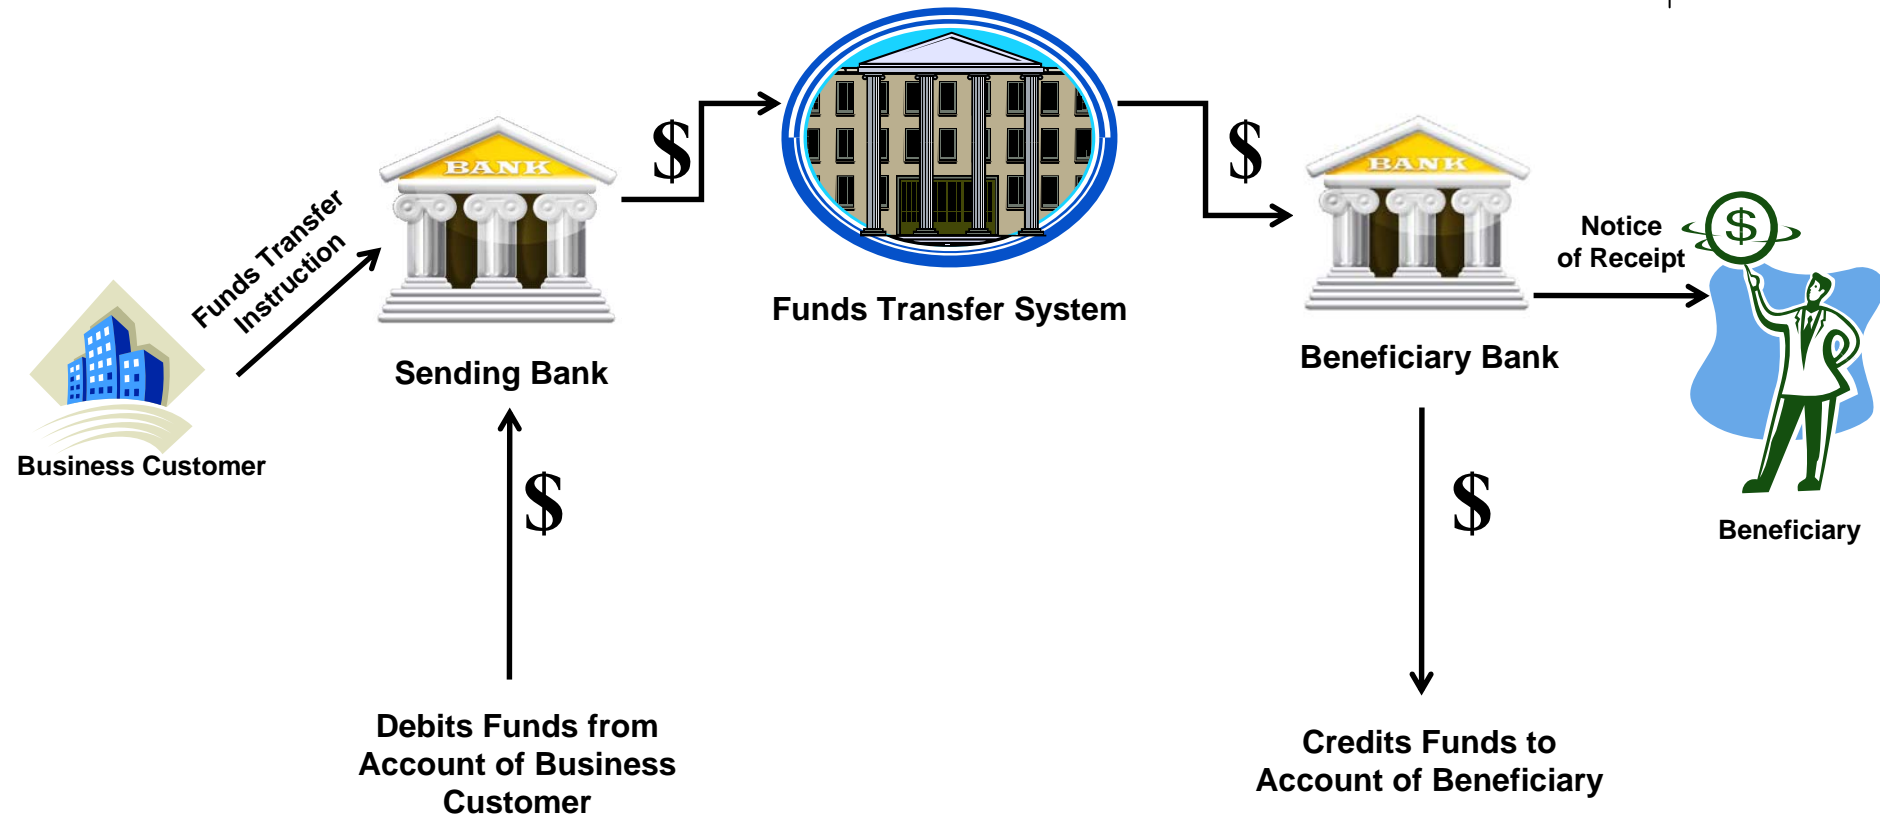 $
$
BANK
BANK
Funds Transfer
Instruction
Notice
of Receipt
$
Funds Transfer System
Sending Bank
Beneficiary Bank
Business Customer
$
$
Beneficiary
Debits Funds from
Account of Business
Customer
Credits Funds to
Account of Beneficiary